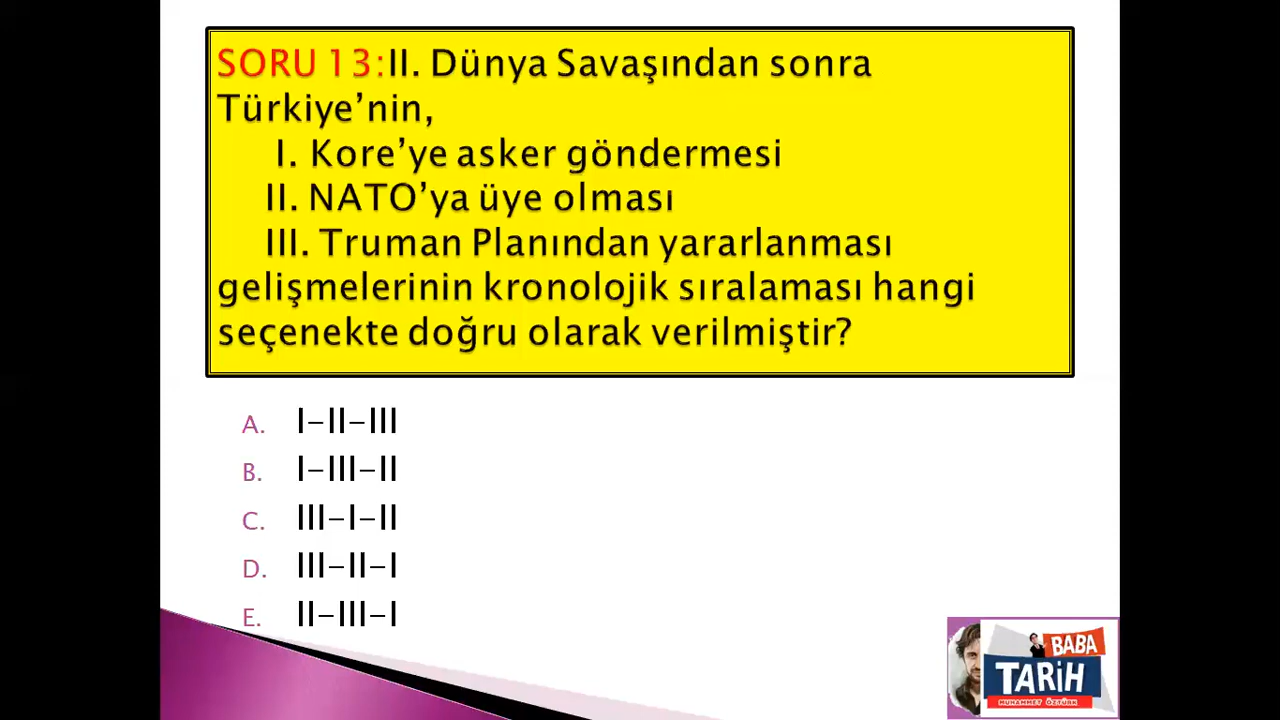 SORU 13:II. Dünya Savaşından sonra
Türkiye’nin,
I. Kore’ye asker göndermesi
II. NATO’ya üye olması
III. Truman Planından yararlanması
gelişmelerinin kronolojik sıralaması hangi
seçenekte doğru olarak verilmiştir?
A. I-II-III
B. I-III-II
C. III-I-II
D. III-II-I
E. II-III-I
BABA
TARİH
MUHAMMET ÖZTÜRK